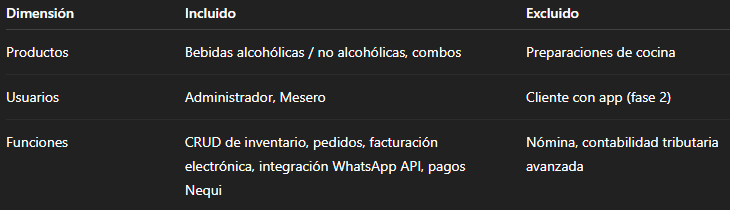 Dimensión Incluido Excluido
Productos Bebidas alcohólicas / no alcohólicas, combos Preparaciones de cocina
Usuarios Administrador, Mesero Cliente con app (fase 2)
Funciones CRUD de inventario, pedidos, facturación Nómina, contabilidad tributaria
electrónica, integración WhatsApp API, pagos avanzada
Nequi